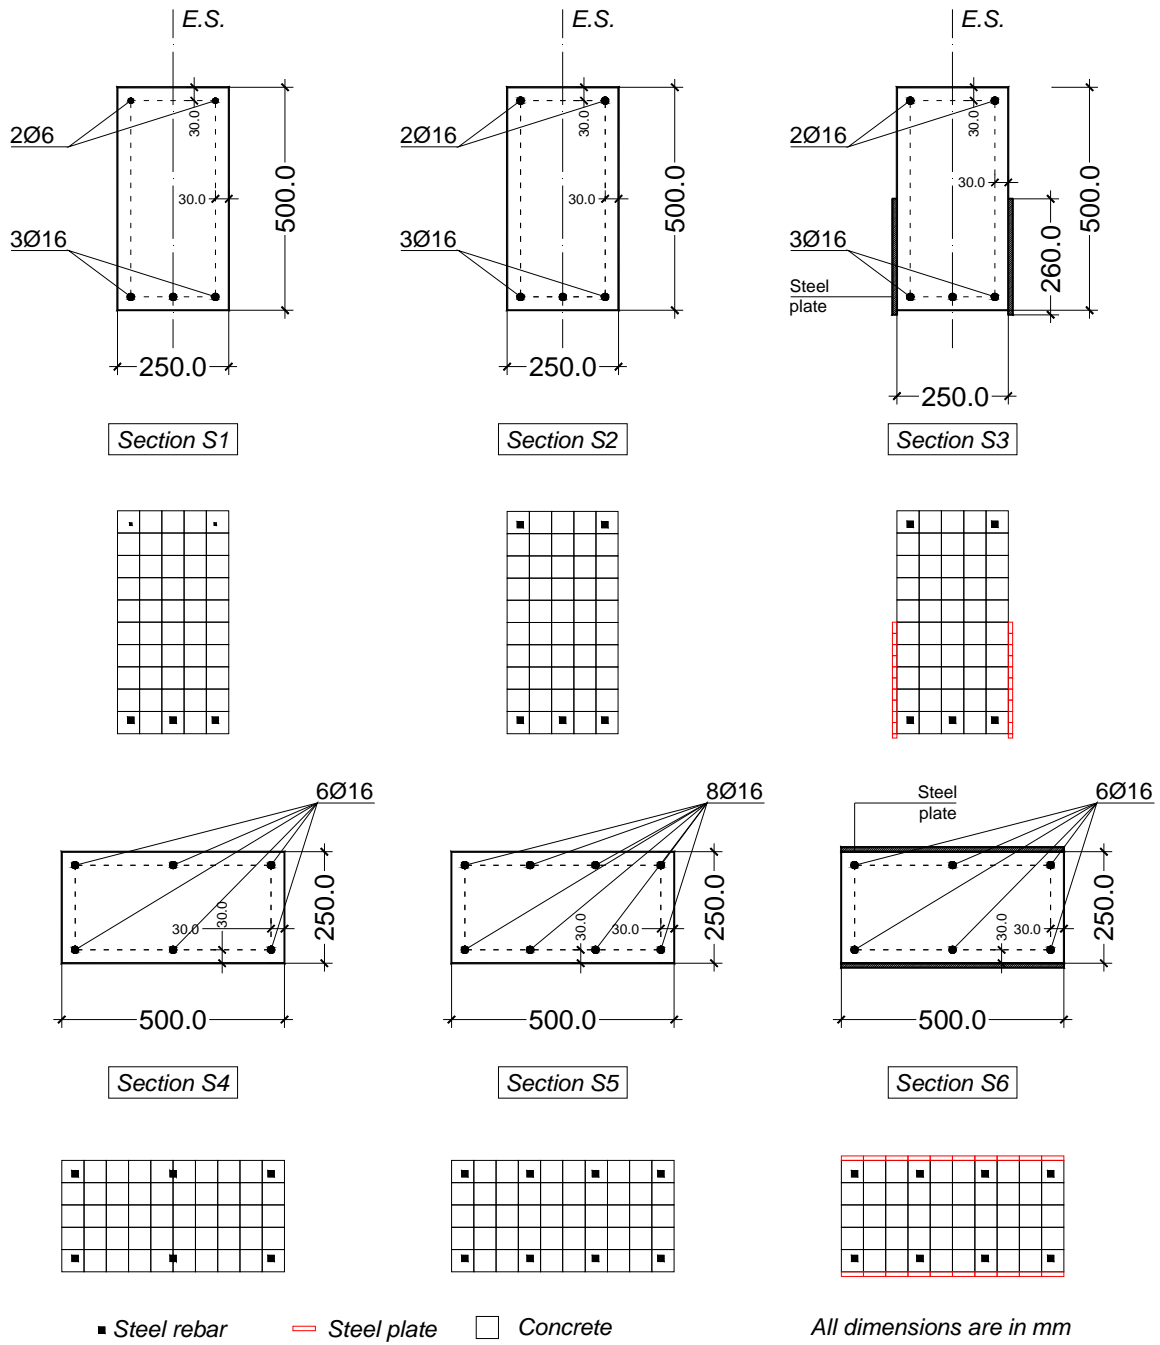 E.S.
E.S.
E.S.
2Ø6
30.0
30.0
500.0
3Ø16
250.0
2Ø16
30.0
30.0
500.0
3Ø16
250.0
2Ø16
30.0
30.0
500.0
260.0
3Ø16
Steel
plate
250.0
Section S1
Section S2
Section S3
6Ø16
30.0
30.0
250.0
500.0
8Ø16
30.0
30.0
250.0
500.0
Steel
plate
6Ø16
30.0
30.0
250.0
500.0
Section S4
Section S5
Section S6
Steel rebar
Steel plate
Concrete
All dimensions are in mm